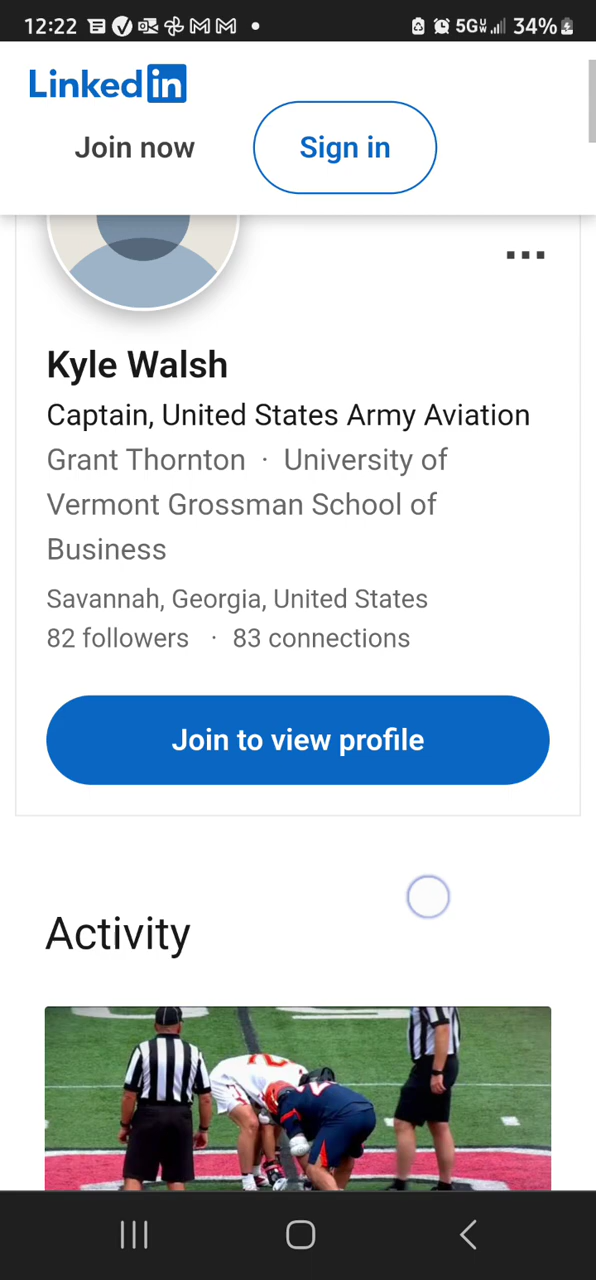 12:22 5G 34%
Linkedin
Join now Sign in
Kyle Walsh
Captain, United States Army Aviation
Grant Thornton · University of
Vermont Grossman School of
Business
Savannah, Georgia, United States
82 followers · 83 connections
Join to view profile
Activity